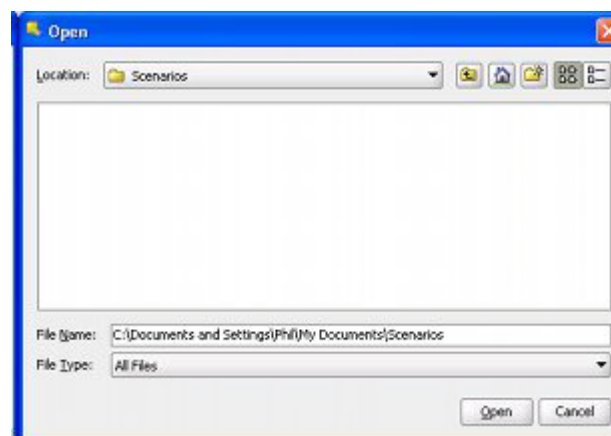 Open
Location: Scenarios
File Name: C:\Documents and Settings\Phil\My Documents\Scenarios
File Type: All Files
Open Cancel